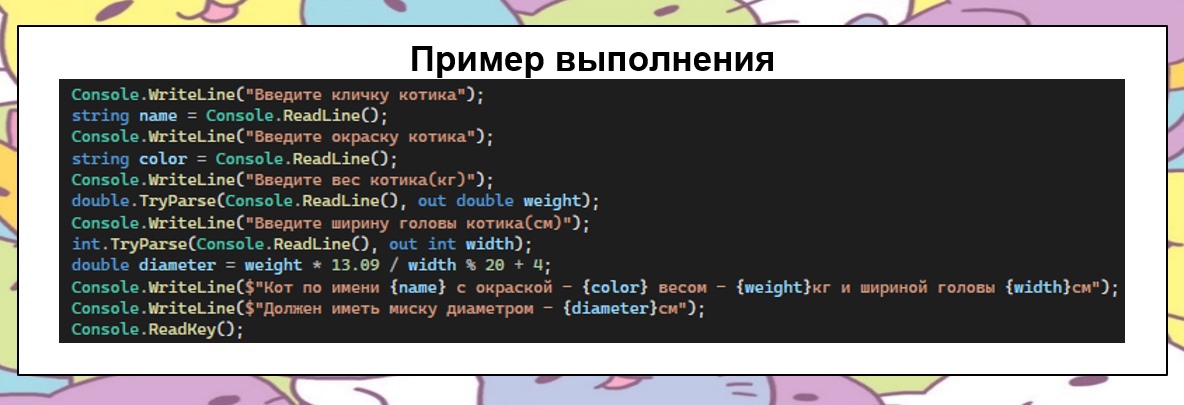 Пример выполнения
Console.WriteLine("Введите кличку котика");
string name = Console.ReadLine();
Console.WriteLine("Введите окраску котика");
string color = Console.ReadLine();
Console.WriteLine("Введите вес котика(кг)");
double.TryParse(Console.ReadLine(), out double weight);
Console.WriteLine("Введите ширину головы котика(см)");
int.TryParse(Console.ReadLine(), out int width);
double diameter = weight * 13.09 / width % 20 + 4;
Console.WriteLine($"Кот по имени {name} с окраской – {color} весом – {weight}кг и шириной головы {width}см");
Console.WriteLine($"Должен иметь миску диаметром – {diameter}см");
Console.ReadKey();